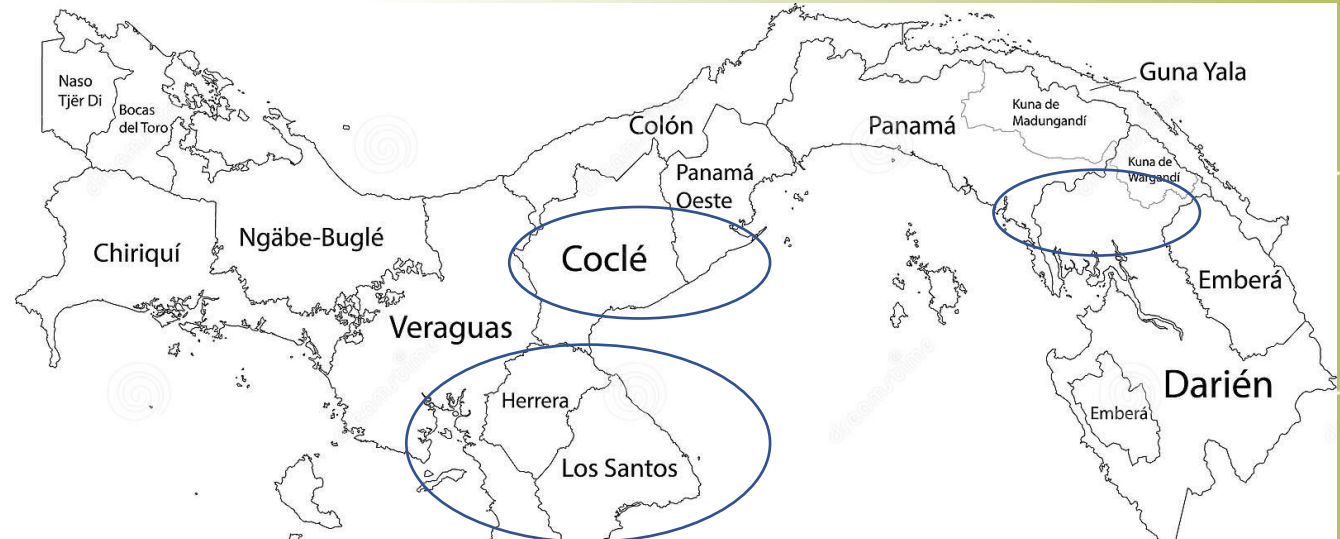 Naso
Tjër Di
Bocas
del Toro
Chiriquí
Ngäbe-Buglé
Veraguas
Colón
Coclé
Panamá
Oeste
Herrera
Los Santos
Panamá
Guna Yala
Kuna de
Madungandí
Kuna de
Wargandí
Emberá
Darién
Emberá